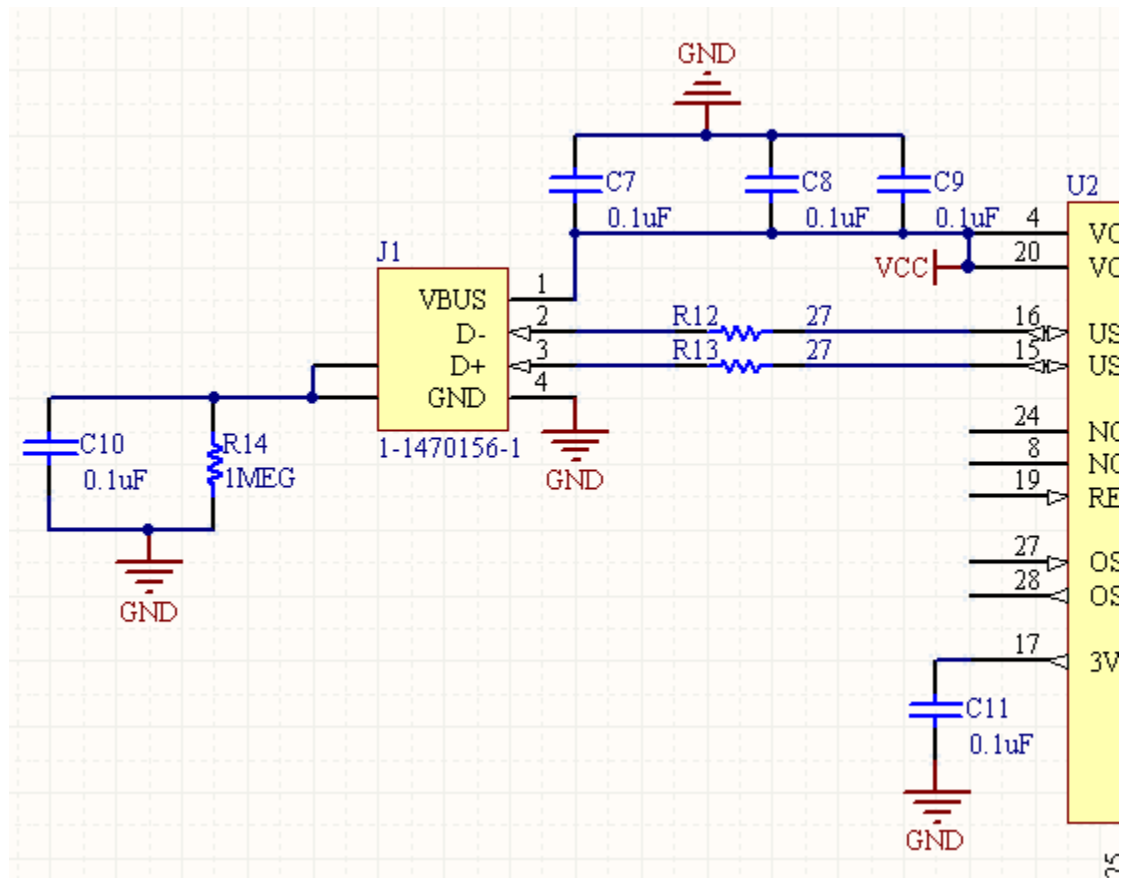 GND
C7
C8
C9
U2
0.1uF
0.1uF
0.1uF
4
VC
J1
VCC
20
VC
VBUS
1
R12
27
16
US
D-
2
R13
27
15
US
D+
3
GND
4
24
NC
1-1470156-1
C10
R14
8
NC
0.1uF
1MEG
GND
19
RE
27
OS
28
OS
GND
17
3V
C11
0.1uF
GND